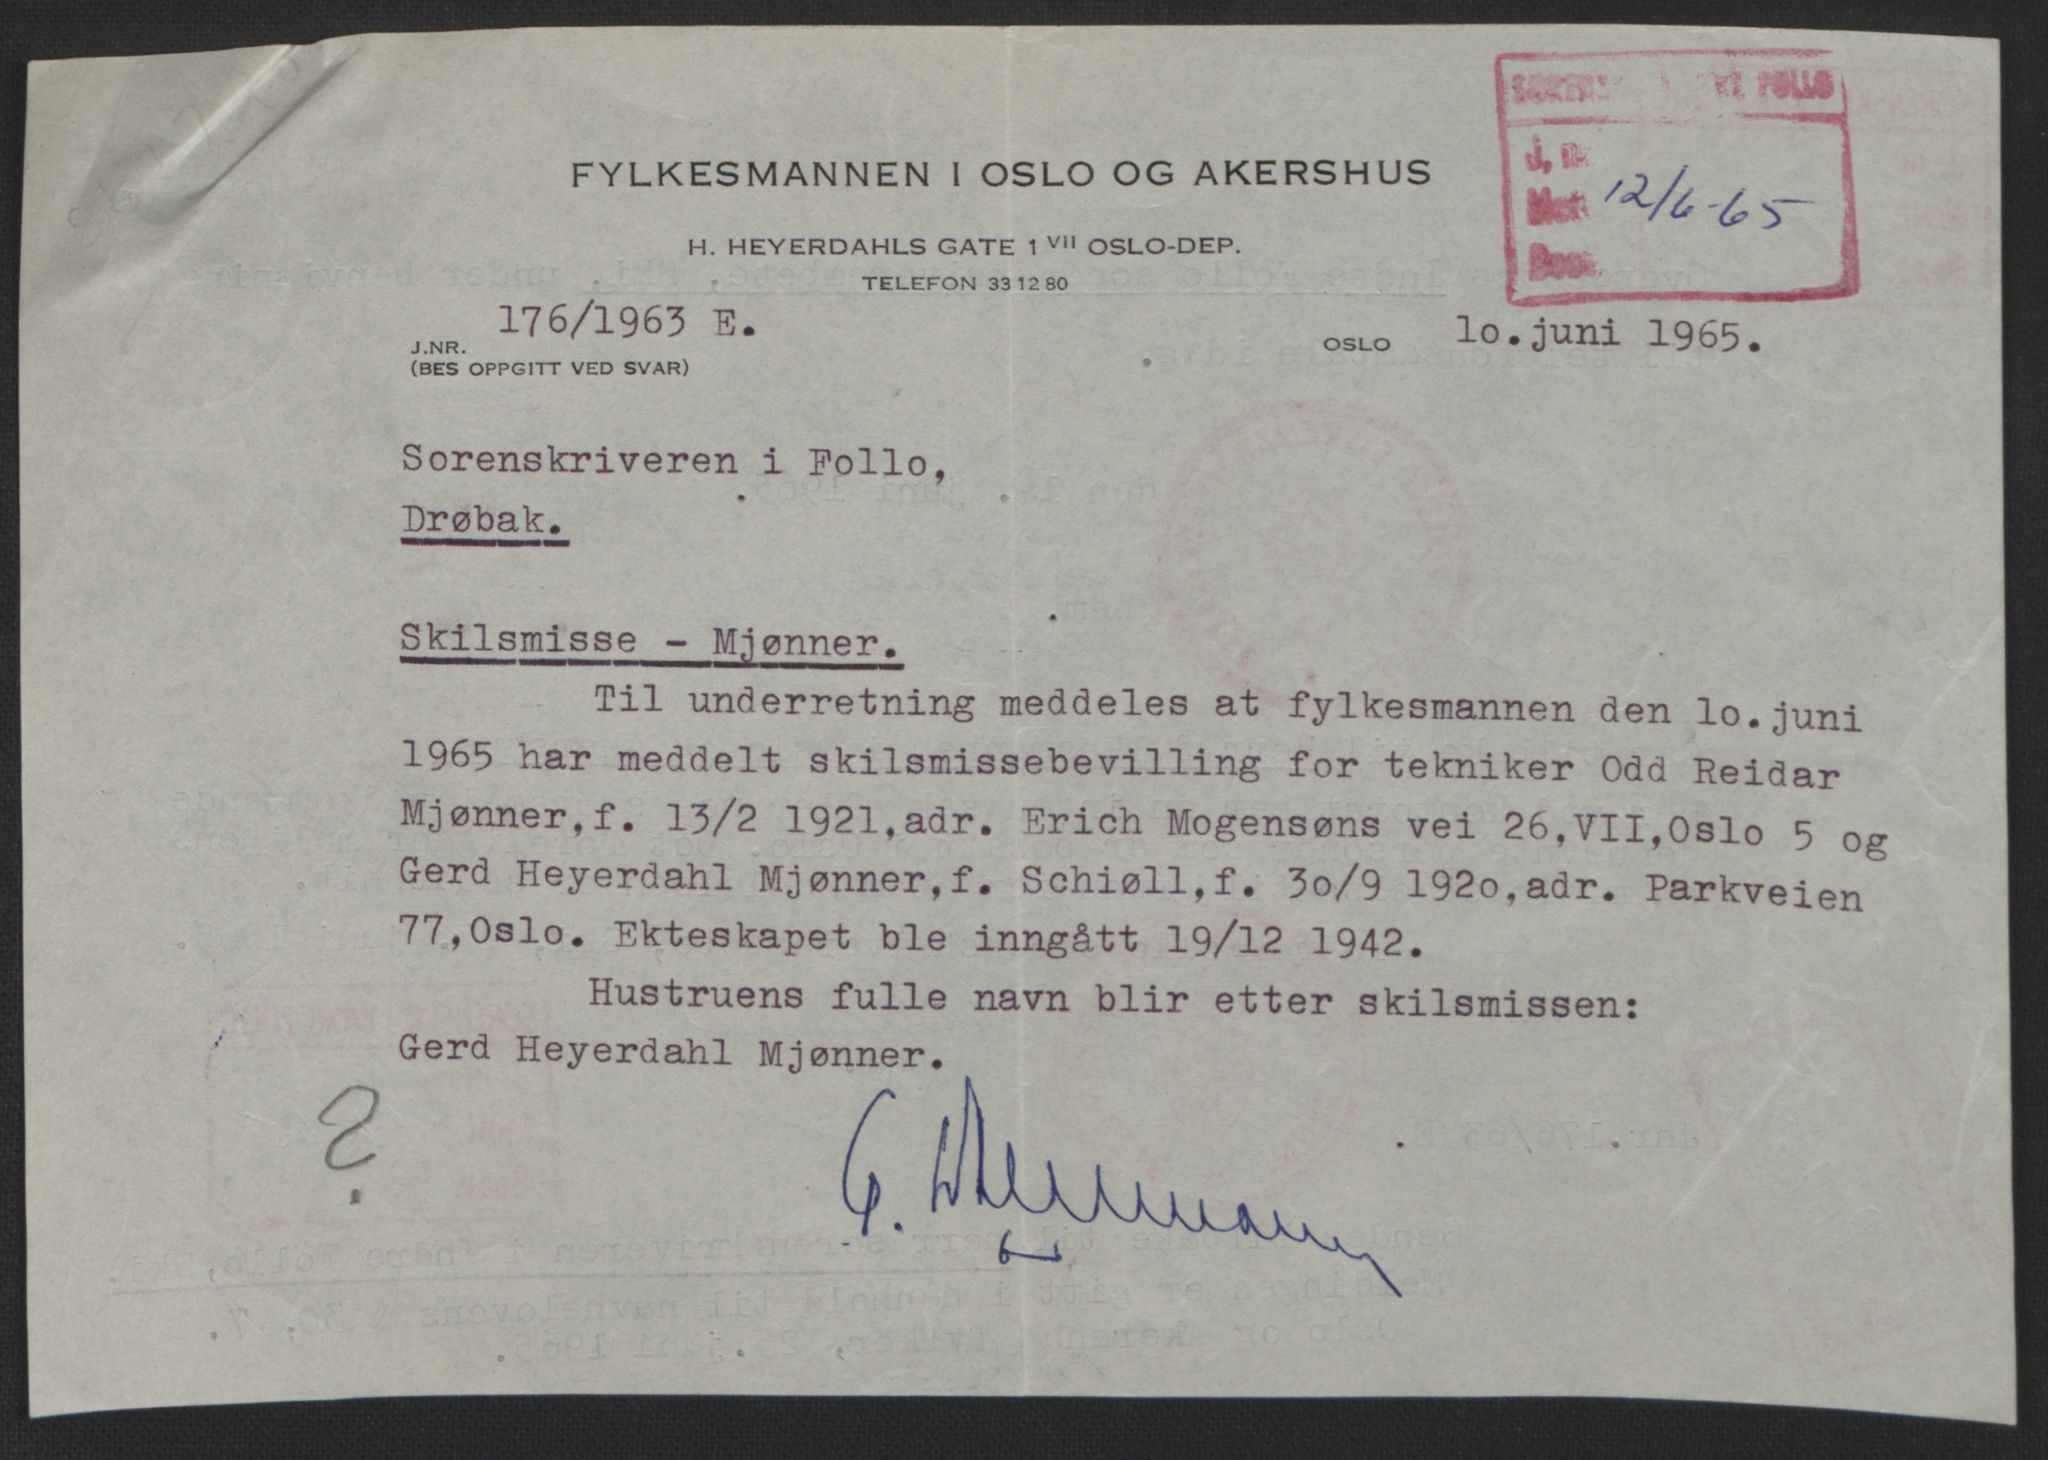 FYLKESMANNEN I OSLO OG AKERSHUS
H. HEYERDAHLS GATE 1 VII OSLO-DEP.
TELEFON 33 12 80
FOLLO
J. nr.
12/6-65
176/1963 E.
J.NR.
(BES OPPGITT VED SVAR)
OSLO lo.juni 1965.
Sorenskriveren i Follo,
Drøbak.
Skilsmisse - Mjønner.
Til underretning meddeles at fylkesmannen den lo.juni
1965 har meddelt skilsmissebevilling for tekniker Odd Reidar
Mjønner,f. 13/2 1921,adr. Erich Mogensøns vei 26,VII,Oslo 5 og
Gerd Heyerdahl Mjønner,f. Schiøll,f. 3o/9 192o,adr. Parkveien
77,Oslo. Ekteskapet ble inngått 19/12 1942.
Hustruens fulle navn blir etter skilsmissen:
Gerd Heyerdahl Mjønner.
?